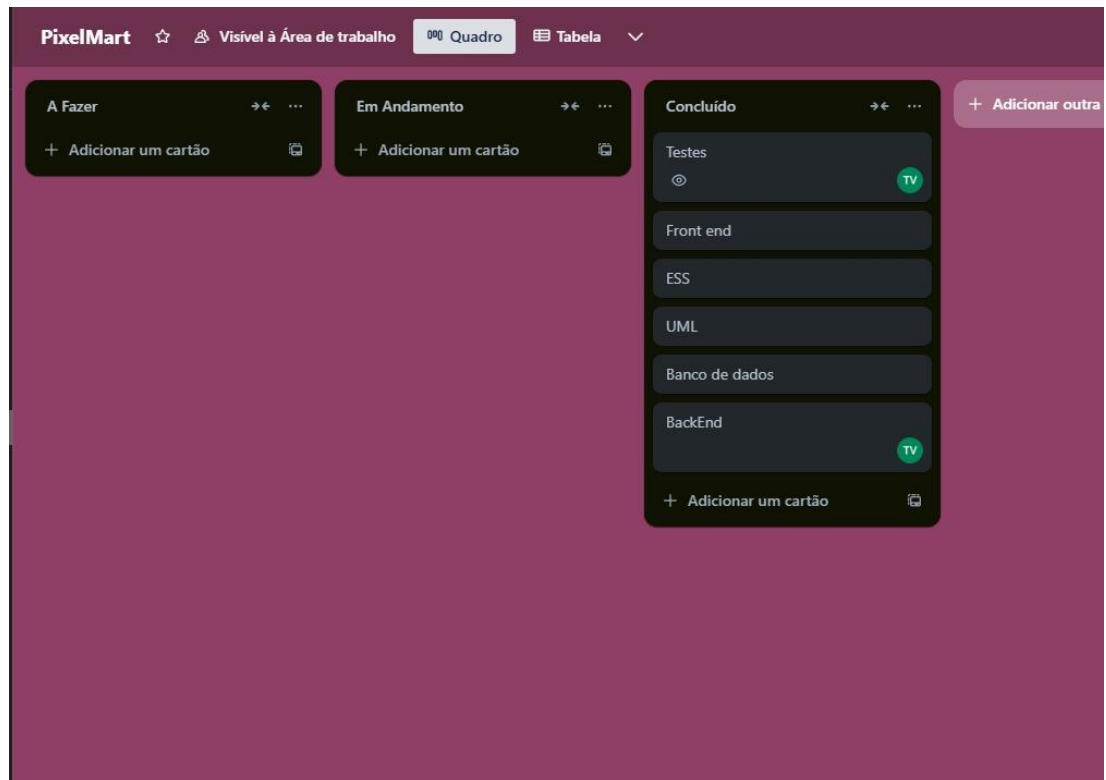 PixelMart Visível à Área de trabalho Quadro Tabela
A Fazer
+ Adicionar um cartão
Em Andamento
+ Adicionar um cartão
Concluído
Testes
TV
Front end
ESS
UML
Banco de dados
BackEnd
TV
+ Adicionar um cartão
+ Adicionar outra